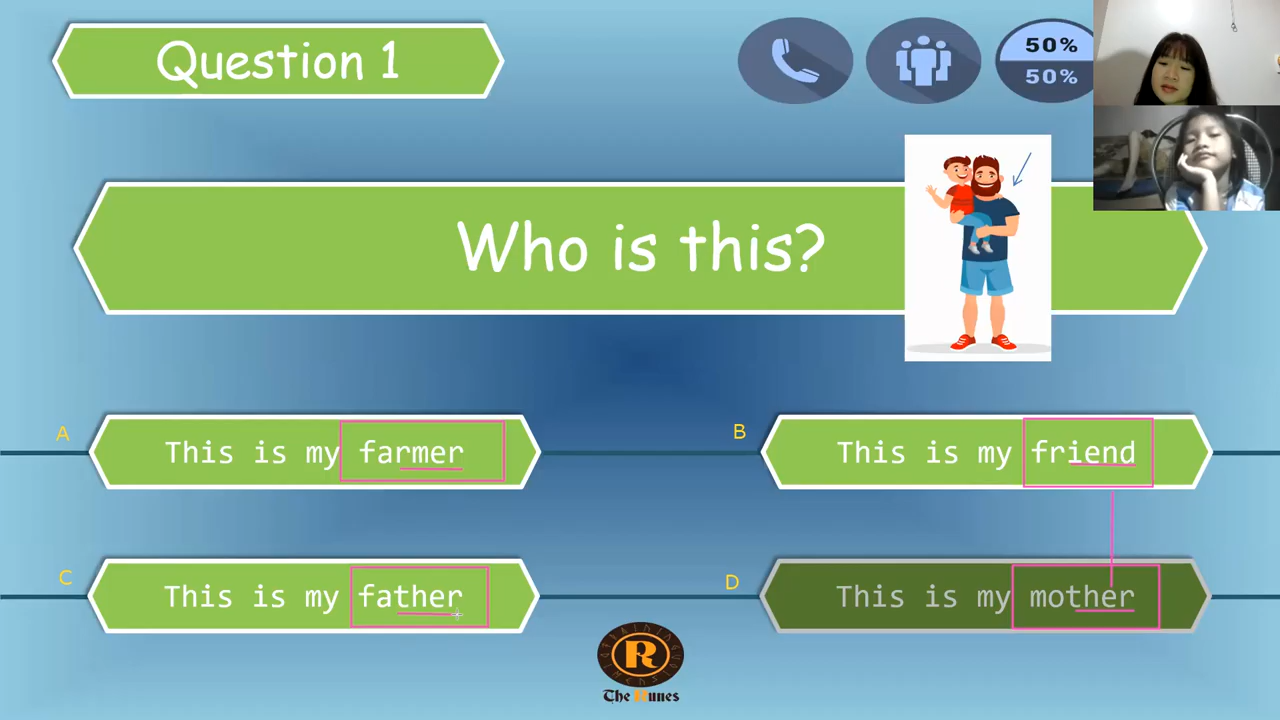 Question 1
50%
50%
Who is this?
A
This is my farmer
B
This is my friend
C
This is my father
D
This is my mother
R
The Runes